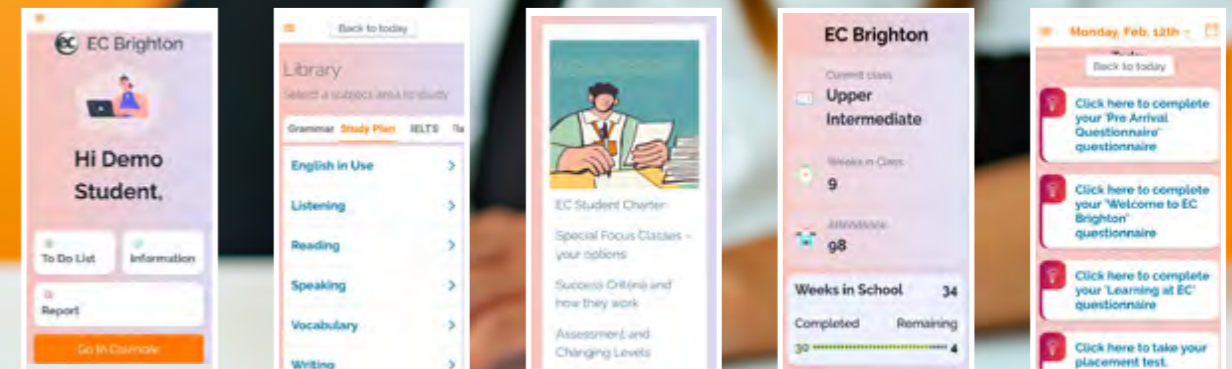 EC Brighton
Hi Demo
Student,
To Do List
Information
Report
Back to today
Library
Select a subject area to study
Grammar Study Plan IELTS
English in Use
Listening
Reading
Speaking
Vocabulary
Writing
EC Student Charter
Special Focus Classes -
your options
Success Criteria and
how they work
Assessment and
Changing Levels
EC Brighton
Current class
Upper
Intermediate
Weeks in Class
9
Attendance
98
Weeks in School 34
Completed Remaining
30 4
Monday, Feb. 12th
Back to today
Click here to complete
your 'Pre Arrival
Questionnaire'
questionnaire
Click here to complete
your 'Welcome to EC
Brighton'
questionnaire
Click here to complete
your 'Learning at EC'
questionnaire
Click here to take your
placement test.